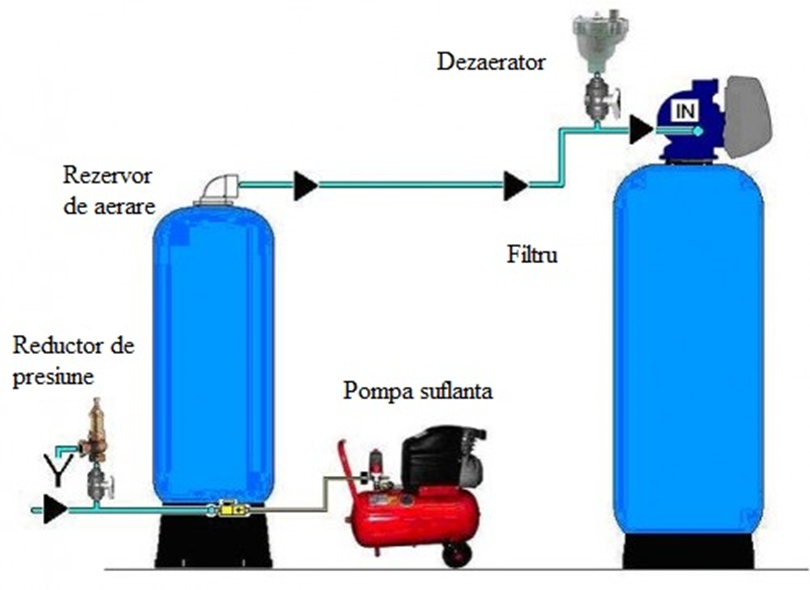 Dezaerator
IN
Rezervor
de aerare
Filtru
Reductor de
presiune
Pompa suflanta